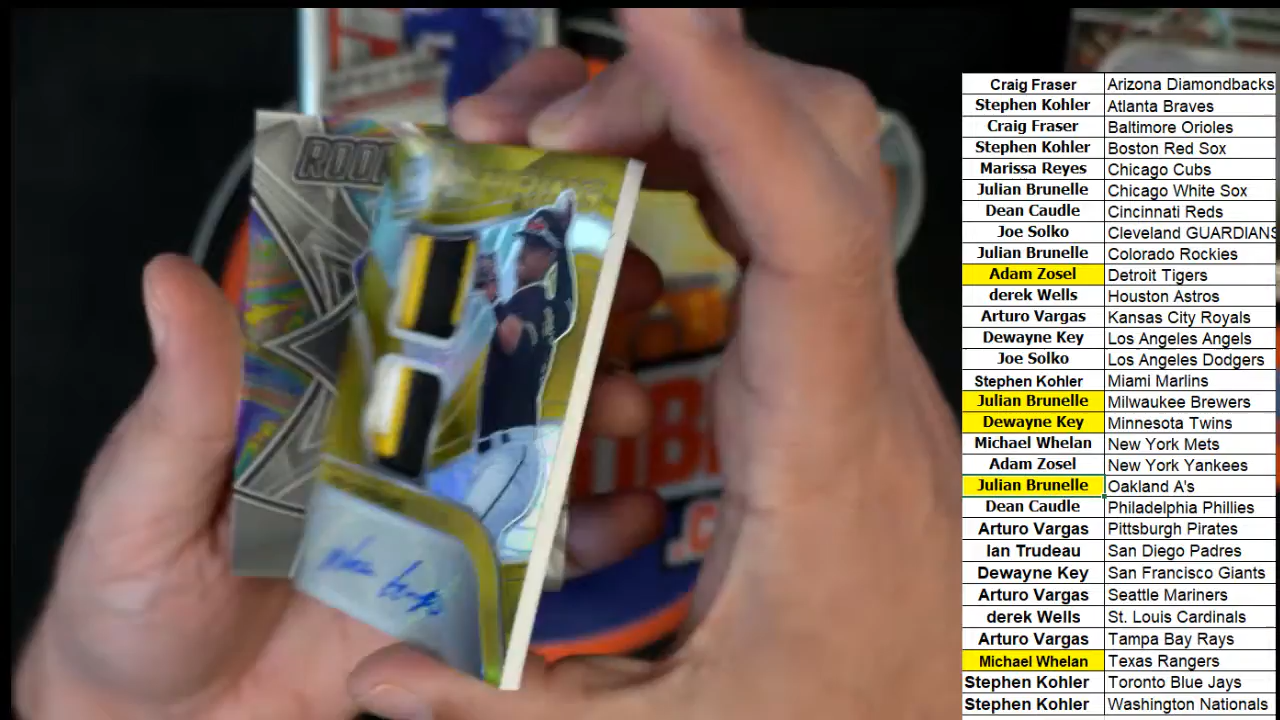 ROOK
Craig Fraser Arizona Diamondbacks
Stephen Kohler Atlanta Braves
Craig Fraser Baltimore Orioles
Stephen Kohler Boston Red Sox
Marissa Reyes Chicago Cubs
Julian Brunelle Chicago White Sox
Dean Caudle Cincinnati Reds
Joe Solko Cleveland GUARDIANS
Julian Brunelle Colorado Rockies
Adam Zosel Detroit Tigers
derek Wells Houston Astros
Arturo Vargas Kansas City Royals
Dewayne Key Los Angeles Angels
Joe Solko Los Angeles Dodgers
Stephen Kohler Miami Marlins
Julian Brunelle Milwaukee Brewers
Dewayne Key Minnesota Twins
Michael Whelan New York Mets
Adam Zosel New York Yankees
Julian Brunelle Oakland A's
Dean Caudle Philadelphia Phillies
Arturo Vargas Pittsburgh Pirates
Ian Trudeau San Diego Padres
Dewayne Key San Francisco Giants
Arturo Vargas Seattle Mariners
derek Wells St. Louis Cardinals
Arturo Vargas Tampa Bay Rays
Michael Whelan Texas Rangers
Stephen Kohler Toronto Blue Jays
Stephen Kohler Washington Nationals